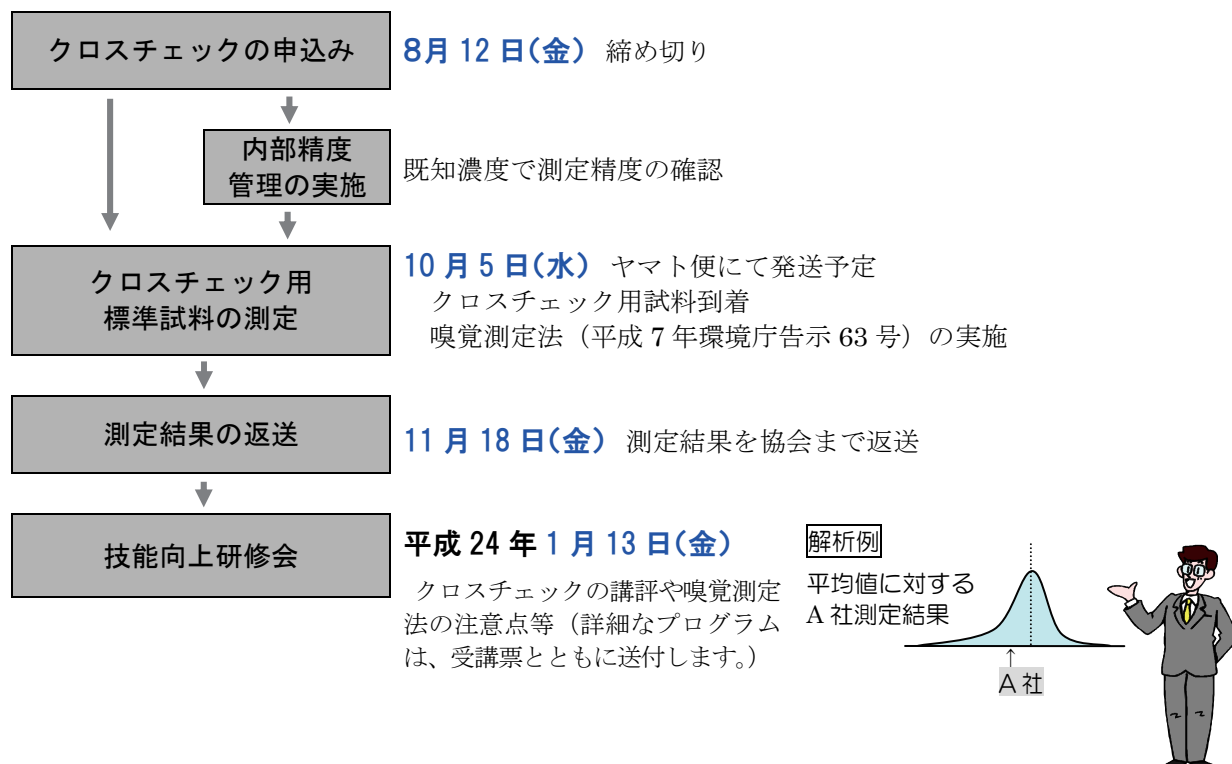 クロスチェックの申込み
8月 12 日(金) 締め切り
内部精度
管理の実施
既知濃度で測定精度の確認
クロスチェック用
標準試料の測定
10 月 5 日(水) ヤマト便にて発送予定
クロスチェック用試料到着
嗅覚測定法（平成 7 年環境庁告示 63 号）の実施
測定結果の返送
11 月 18 日(金) 測定結果を協会まで返送
技能向上研修会
平成 24 年 1 月 13 日(金)
クロスチェックの講評や嗅覚測定
法の注意点等（詳細なプログラム
は、受講票とともに送付します。）
解析例
平均値に対する
A 社測定結果
↑
A 社